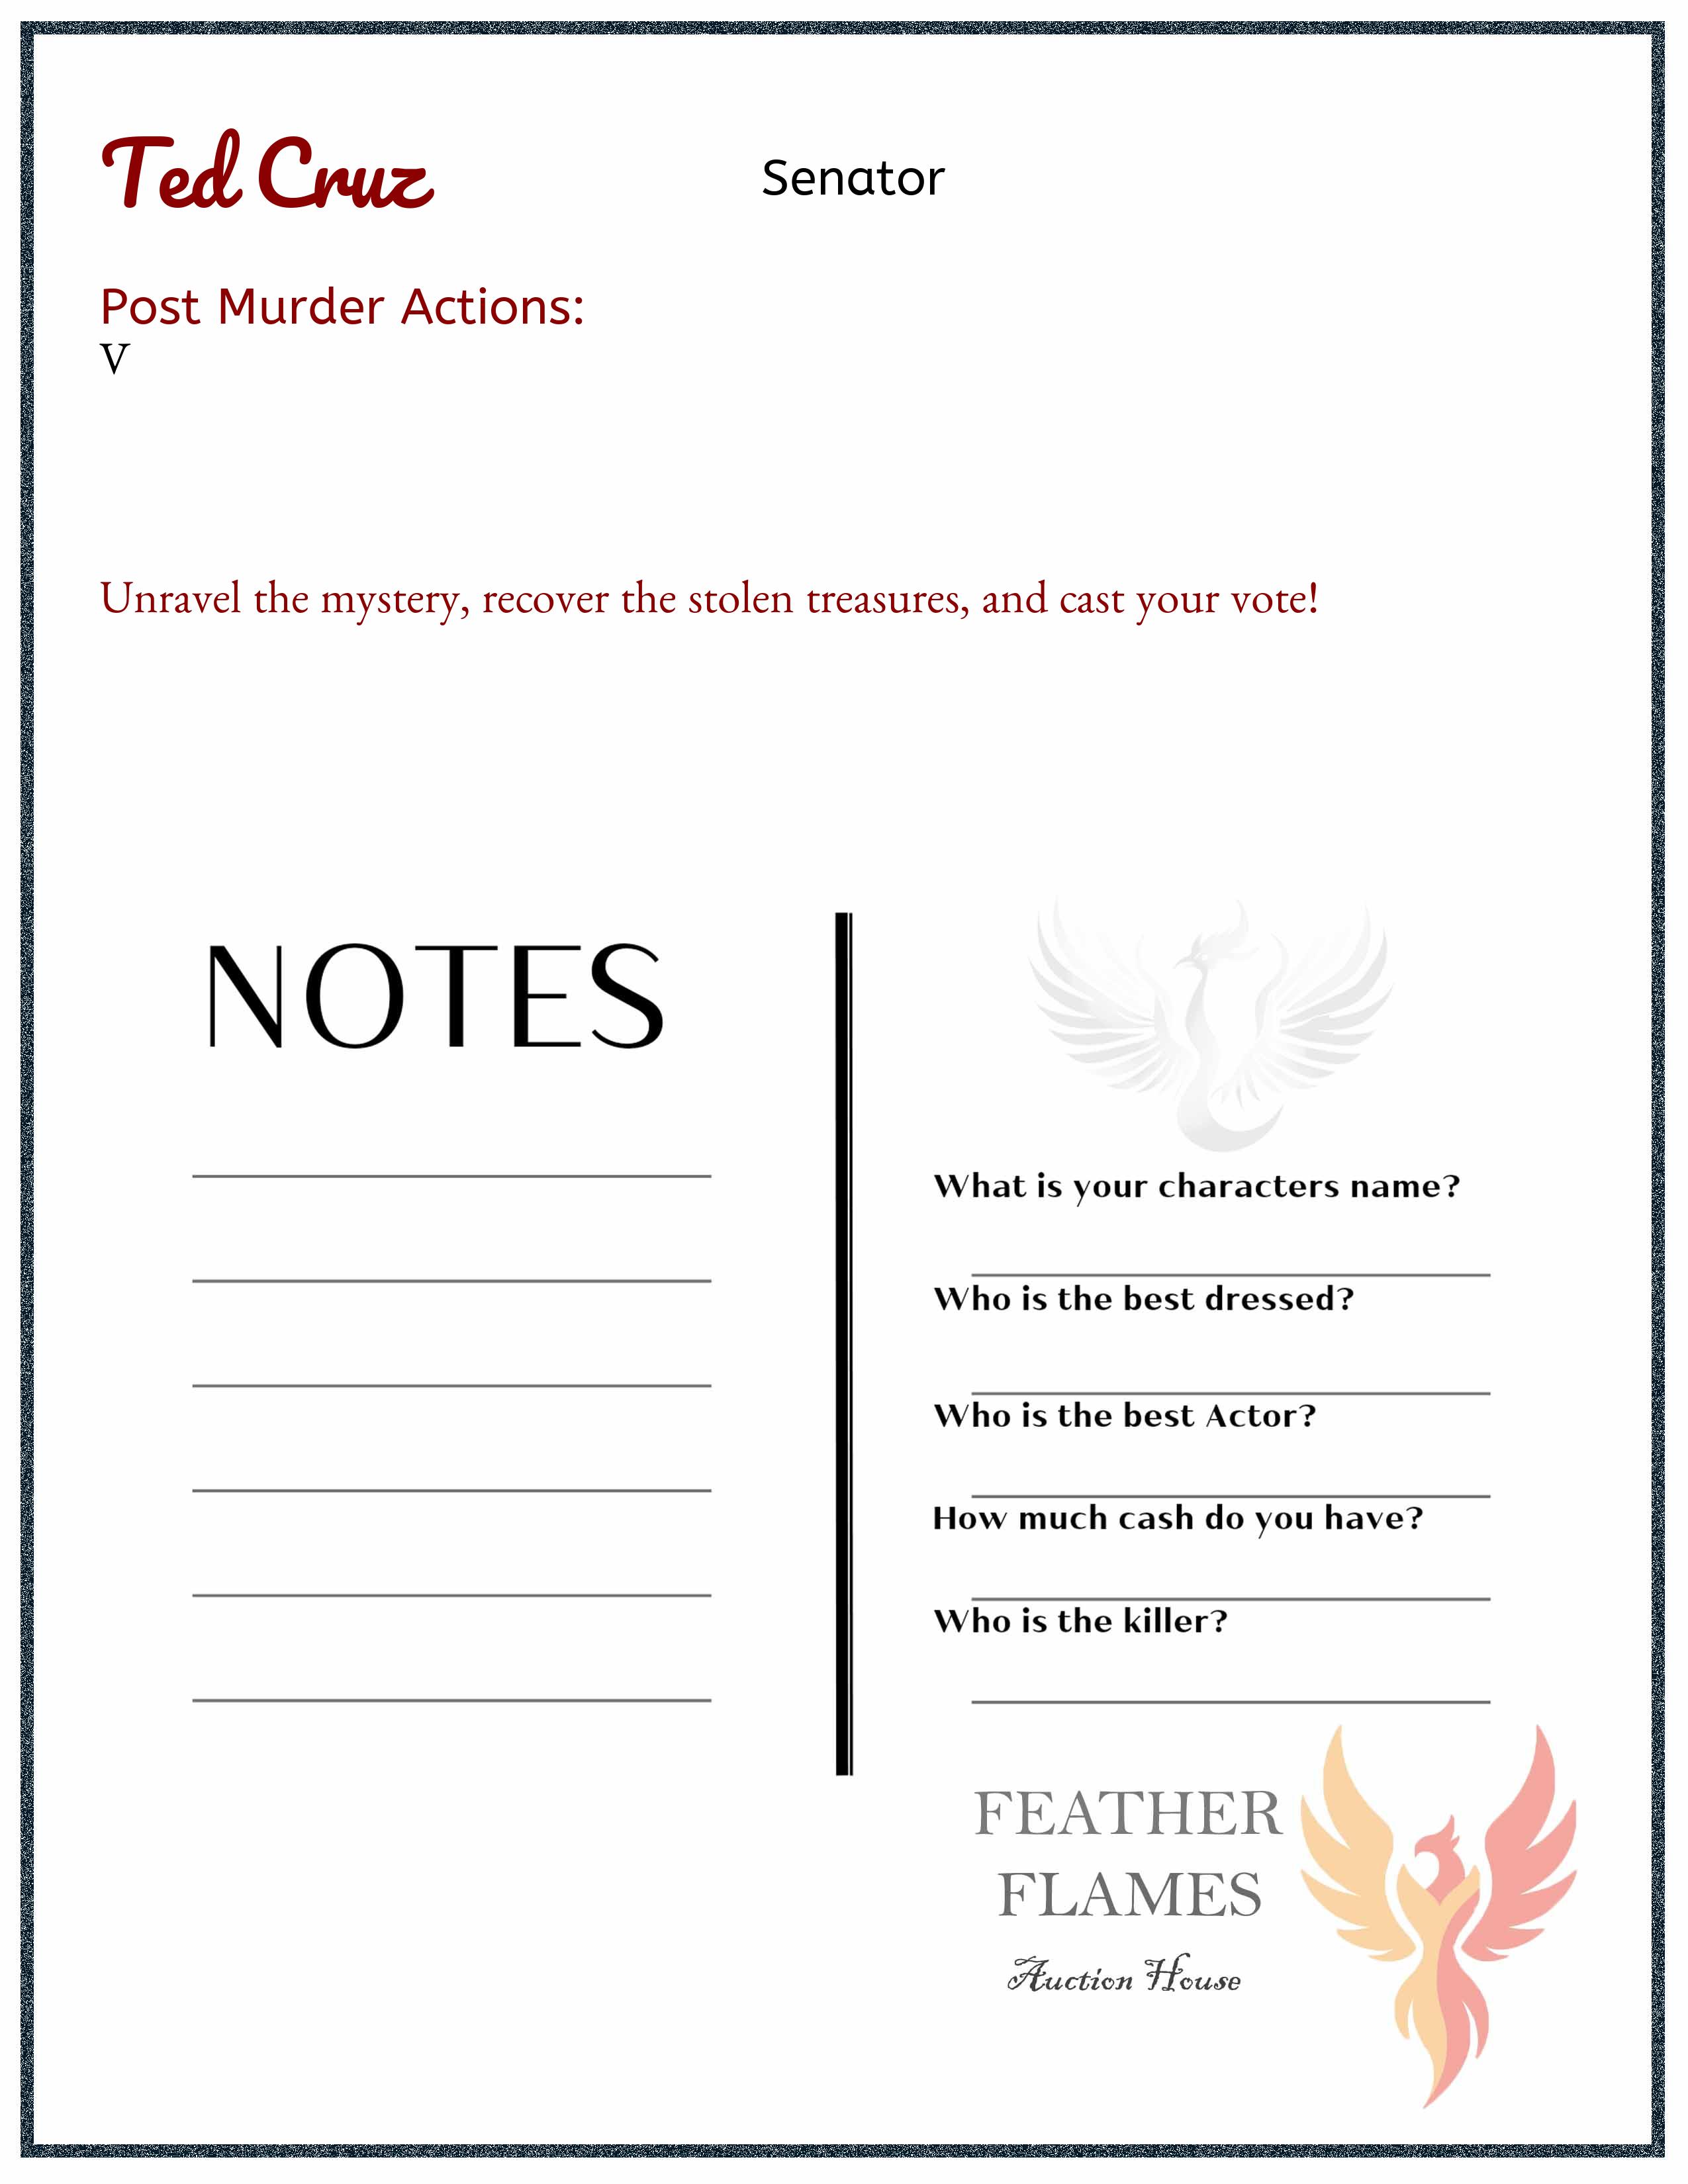 Ted Cruz
Senator
Post Murder Actions:
V
Unravel the mystery, recover the stolen treasures, and cast your vote!
NOTES
What is your characters name?
Who is the best dressed?
Who is the best Actor?
How much cash do you have?
Who is the killer?
FEATHER
FLAMES
Auction House